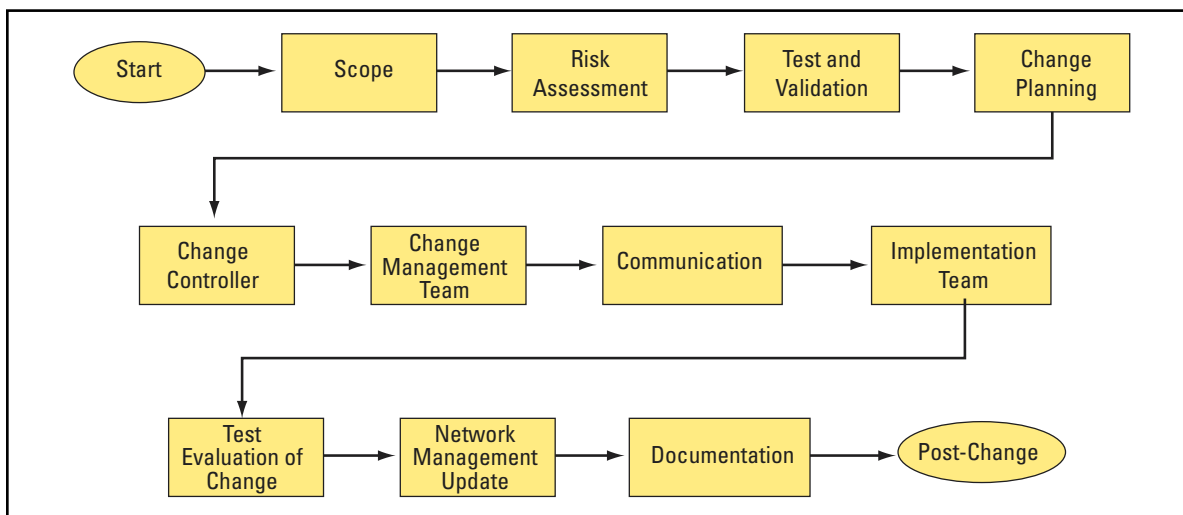 Start
Scope
Risk
Assessment
Test and
Validation
Change
Planning
Change
Controller
Change
Management
Team
Communication
Implementation
Team
Test
Evaluation of
Change
Network
Management
Update
Documentation
Post-Change